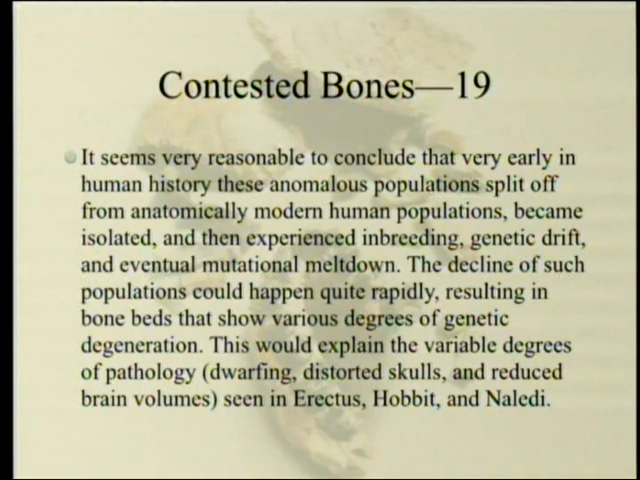 Contested Bones—19
It seems very reasonable to conclude that very early in
human history these anomalous populations split off
from anatomically modern human populations, became
isolated, and then experienced inbreeding, genetic drift,
and eventual mutational meltdown. The decline of such
populations could happen quite rapidly, resulting in
bone beds that show various degrees of genetic
degeneration. This would explain the variable degrees
of pathology (dwarfing, distorted skulls, and reduced
brain volumes) seen in Erectus, Hobbit, and Naledi.